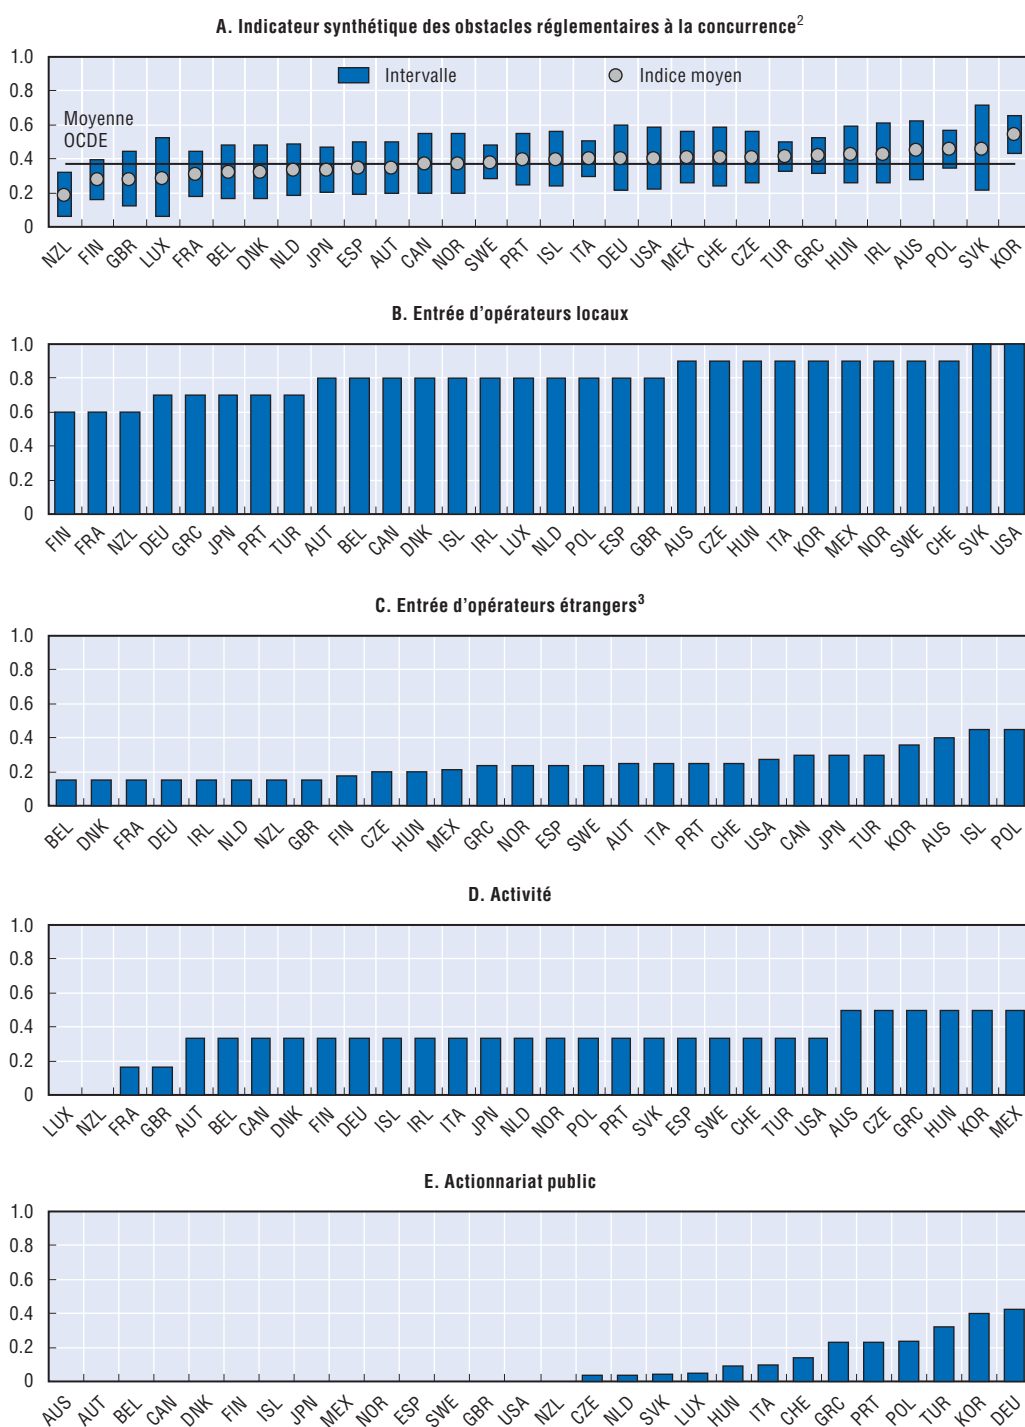 A. Indicateur synthétique des obstacles réglementaires à la concurrence2
1.0
0.8
0.6
0.4
0.2
0
Intervalle
Indice moyen
Moyenne
OCDE
NZL FIN GBR LUX FRA BEL DNK NLD JPN ESP AUT CAN NOR SWE PRT ISL ITA DEU USA MEX CHE CZE TUR GRC HUN IRL AUS POL SVK KOR
B. Entrée d'opérateurs locaux
1.0
0.8
0.6
0.4
0.2
0
FIN FRA NZL DEU GRC JPN PRT TUR AUT BEL CAN DNK ISL IRL LUX NLD POL ESP GBR AUS CZE HUN ITA KOR MEX NOR SWE CHE SVK USA
C. Entrée d'opérateurs étrangers3
1.0
0.8
0.6
0.4
0.2
0
BEL DNK FRA DEU IRL NLD NZL GBR FIN CZE HUN MEX GRC NOR ESP SWE AUT ITA PRT CHE USA CAN JPN TUR KOR AUS ISL POL
D. Activité
1.0
0.8
0.6
0.4
0.2
0
LUX NZL FRA GBR AUT BEL CAN DNK FIN DEU ISL IRL ITA JPN NLD NOR POL PRT SVK ESP SWE CHE TUR USA AUS CZE GRC HUN KOR MEX
E. Actionnariat public
1.0
0.8
0.6
0.4
0.2
0
AUS AUT BEL CAN DNK FIN ISL JPN MEX NOR ESP SWE GBR USA NZL CZE NLD SVK LUX HUN ITA CHE GRC PRT POL TUR KOR DEU